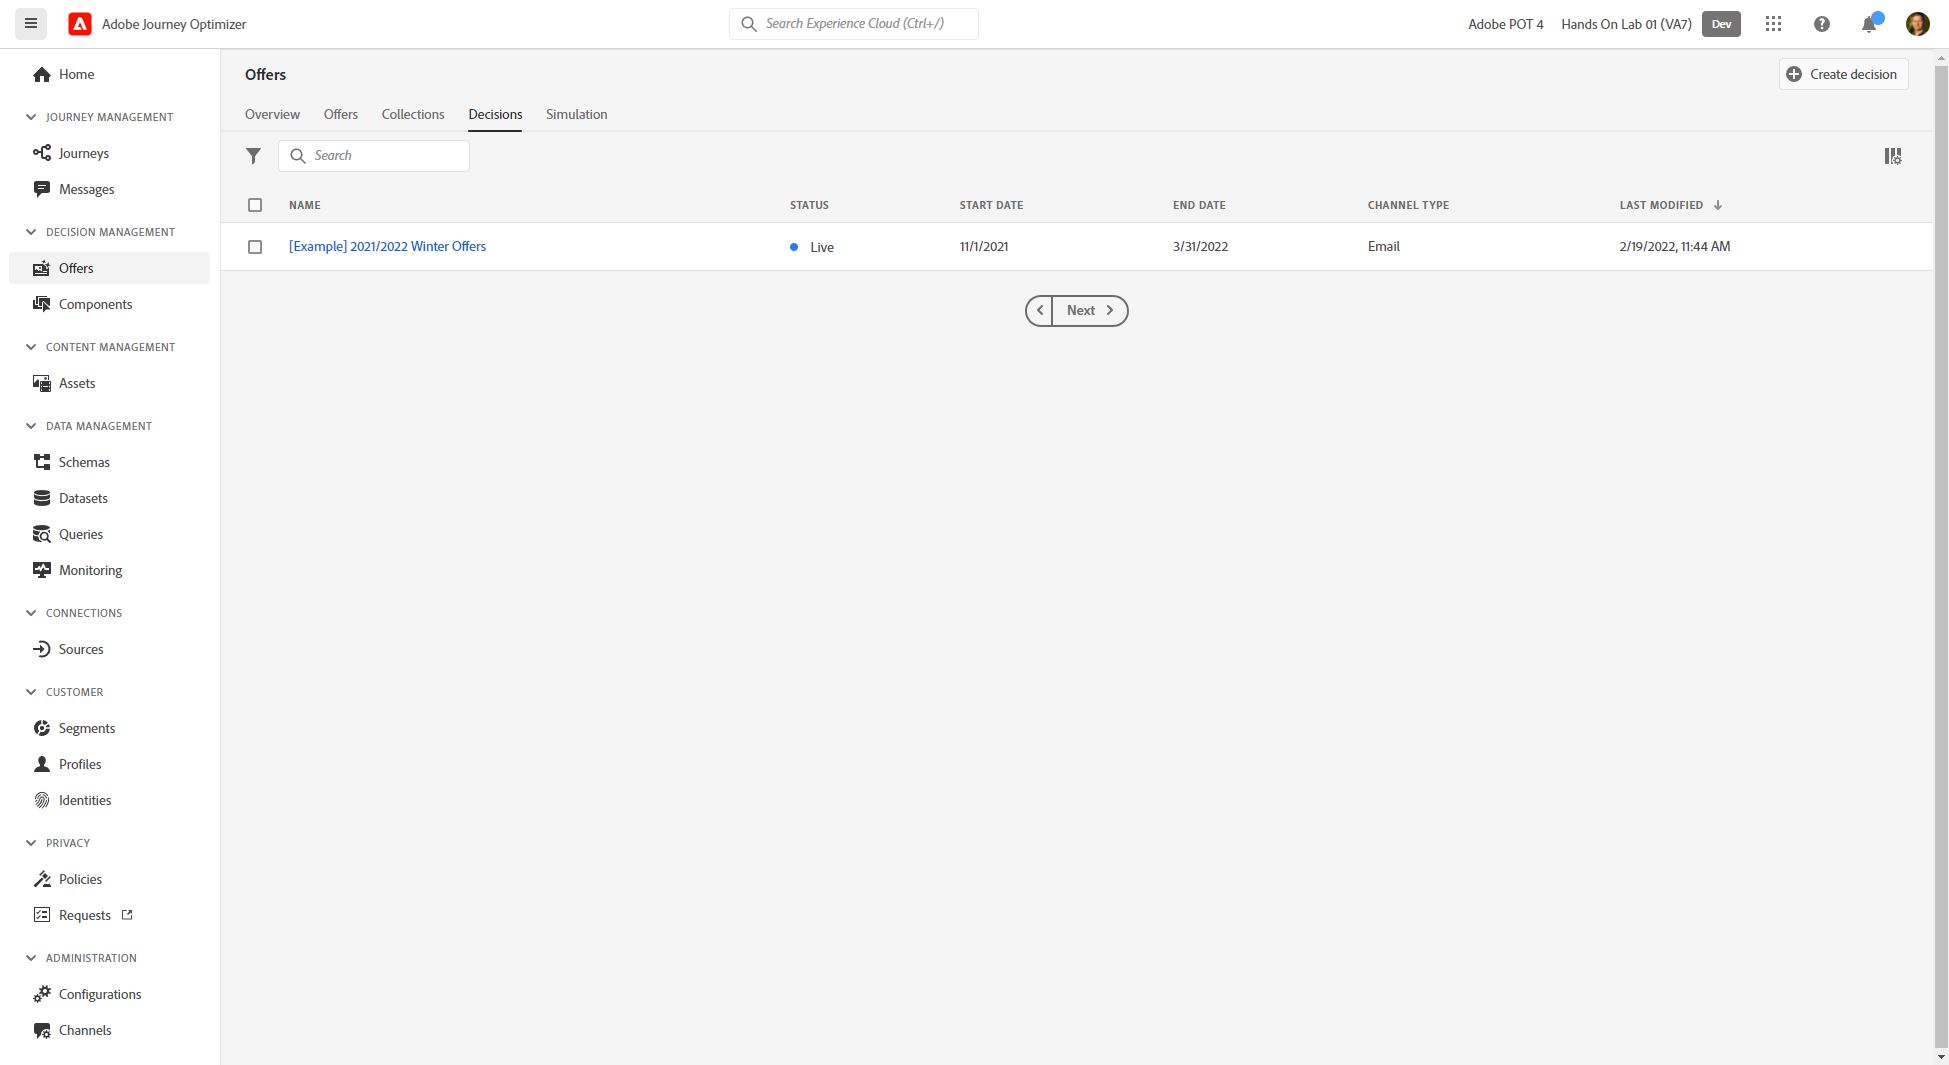 Adobe Journey Optimizer
Search Experience Cloud (Ctrl+/)
Adobe POT 4
Hands On Lab 01 (VA7)
Dev
Home
JOURNEY MANAGEMENT
Journeys
Messages
DECISION MANAGEMENT
Offers
Components
CONTENT MANAGEMENT
Assets
DATA MANAGEMENT
Schemas
Datasets
Queries
Monitoring
CONNECTIONS
Sources
CUSTOMER
Segments
Profiles
Identities
PRIVACY
Policies
Requests
ADMINISTRATION
Configurations
Channels
Offers
Create decision
Overview Offers Collections Decisions Simulation
Search
NAME STATUS START DATE END DATE CHANNEL TYPE LAST MODIFIED
[Example] 2021/2022 Winter Offers Live 11/1/2021 3/31/2022 Email 2/19/2022, 11:44 AM
Next